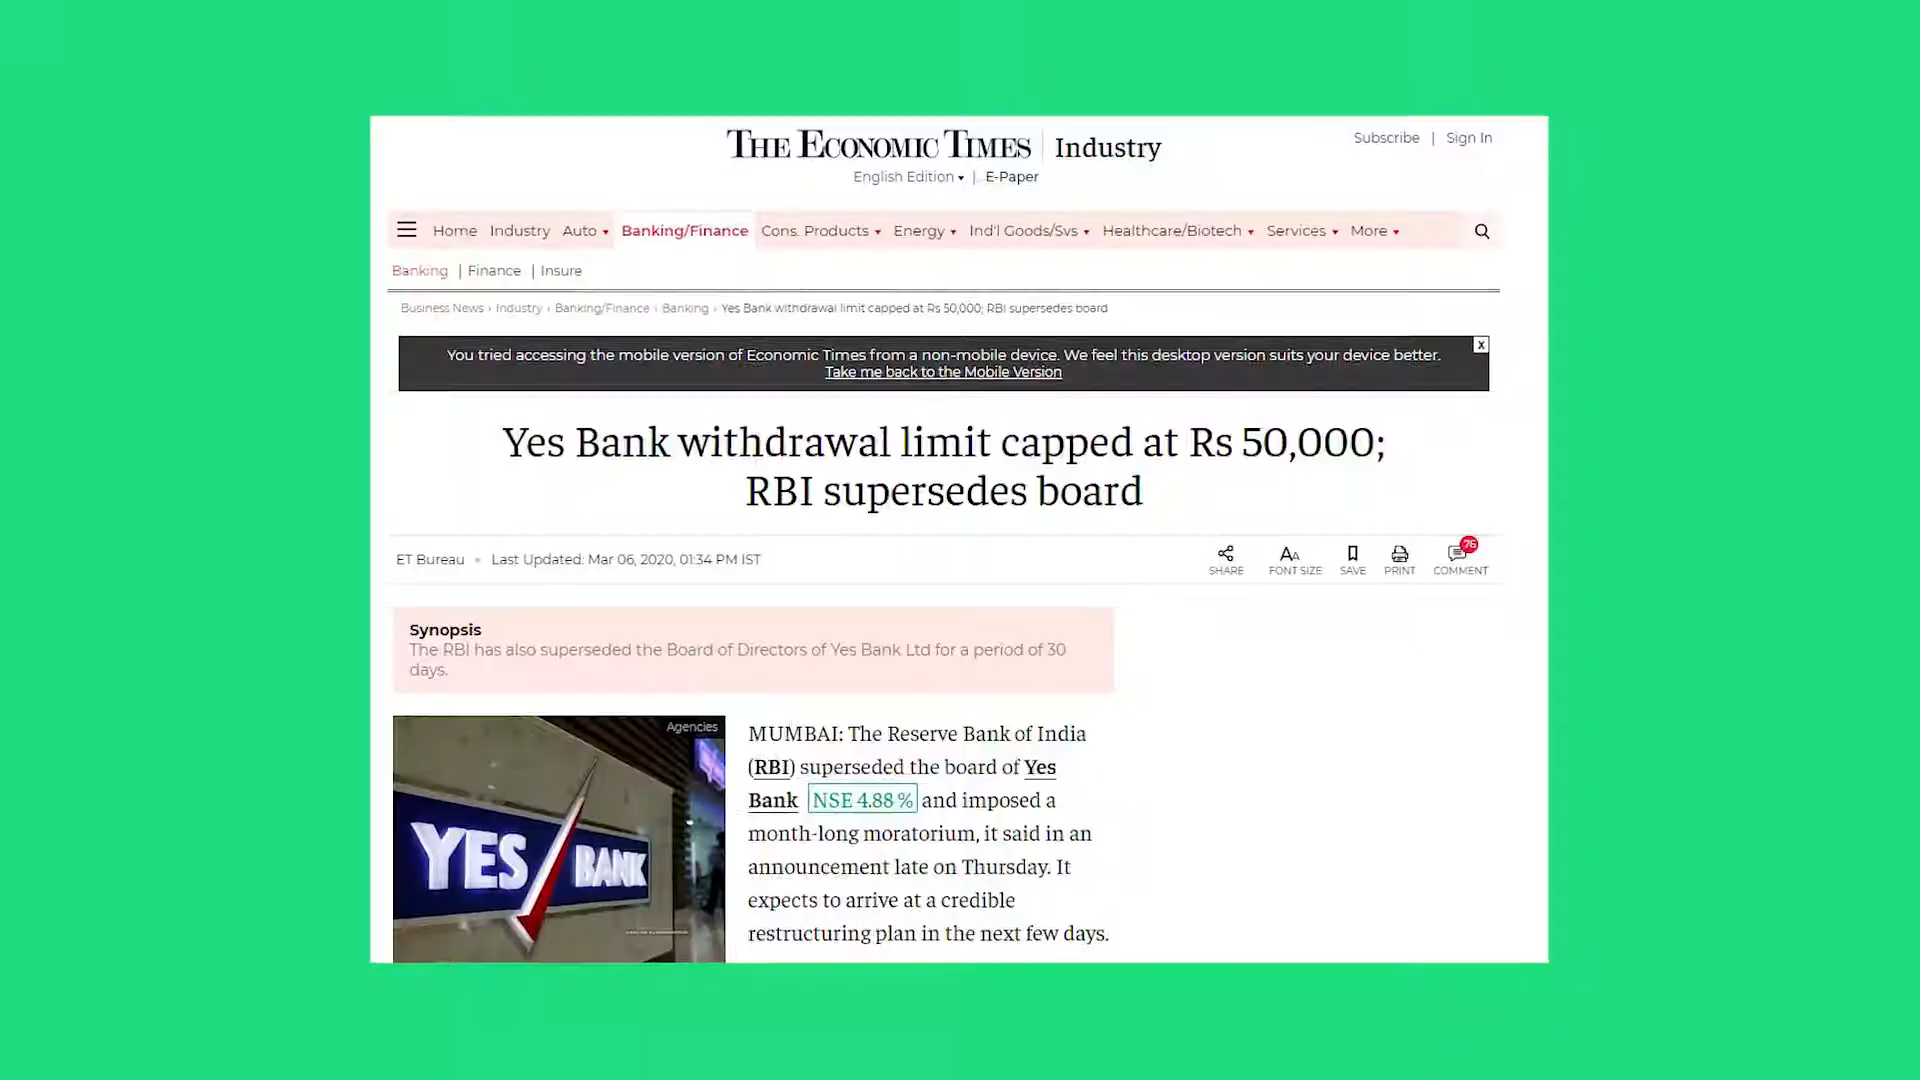 THE ECONOMIC TIMES | Industry
Subscribe | Sign In
English Edition | E-Paper
Home Industry Auto Banking/Finance Cons. Products Energy Ind'l Goods/Svs Healthcare/Biotech Services More
Banking | Finance | Insure
Business News › Industry › Banking/Finance › Banking › Yes Bank withdrawal limit capped at Rs 50,000; RBI supersedes board
You tried accessing the mobile version of Economic Times from a non-mobile device. We feel this desktop version suits your device better.
X
Take me back to the Mobile Version
Yes Bank withdrawal limit capped at Rs 50,000;
RBI supersedes board
ET Bureau • Last Updated: Mar 06, 2020, 01:34 PM IST
76
SHARE FONT SIZE SAVE PRINT COMMENT
Synopsis
The RBI has also superseded the Board of Directors of Yes Bank Ltd for a period of 30
days.
Agencies
YES BANK
MUMBAI: The Reserve Bank of India
(RBI) superseded the board of Yes
Bank NSE 4.88 % and imposed a
month-long moratorium, it said in an
announcement late on Thursday. It
expects to arrive at a credible
restructuring plan in the next few days.